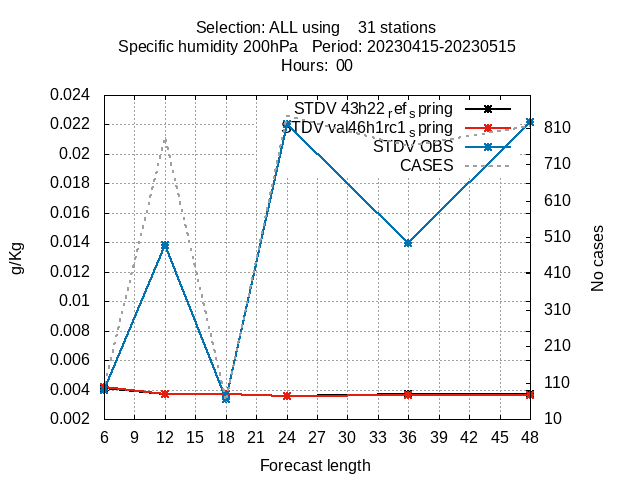 Selection: ALL using    31 stations
Specific humidity 200hPa   Period: 20230415-20230515
Hours:  00
0.024
0.022
0.02
0.018
0.016
0.014
0.012
0.01
0.008
0.006
0.004
0.002
g/Kg
STDV 43h22ref_spring
STDV val46h1rc1spring
STDV OBS
CASES
810
710
610
510
410
310
210
110
10
No cases
6 9 12 15 18 21 24 27 30 33 36 39 42 45 48
Forecast length